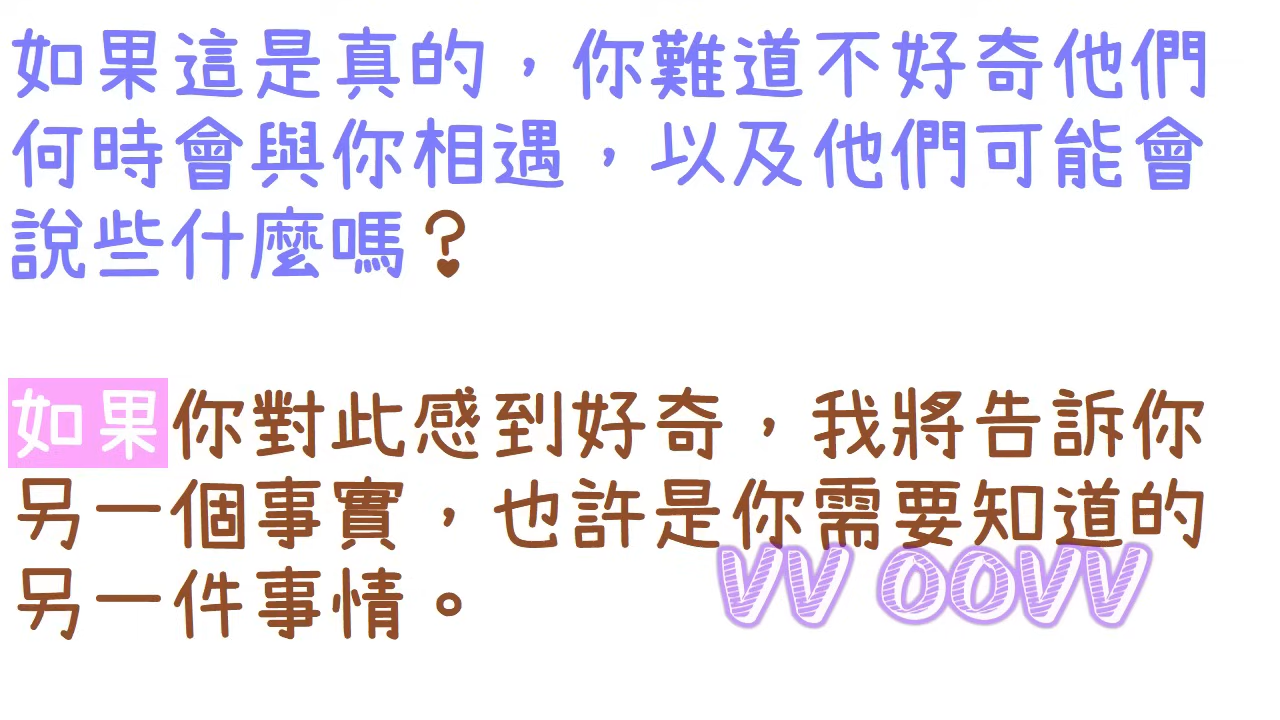 如果這是真的，你難道不好奇他們
何時會與你相遇，以及他們可能會
說些什麼嗎？
如果你對此感到好奇，我將告訴你
另一個事實，也許是你需要知道的
另一件事情。
VV OOVV